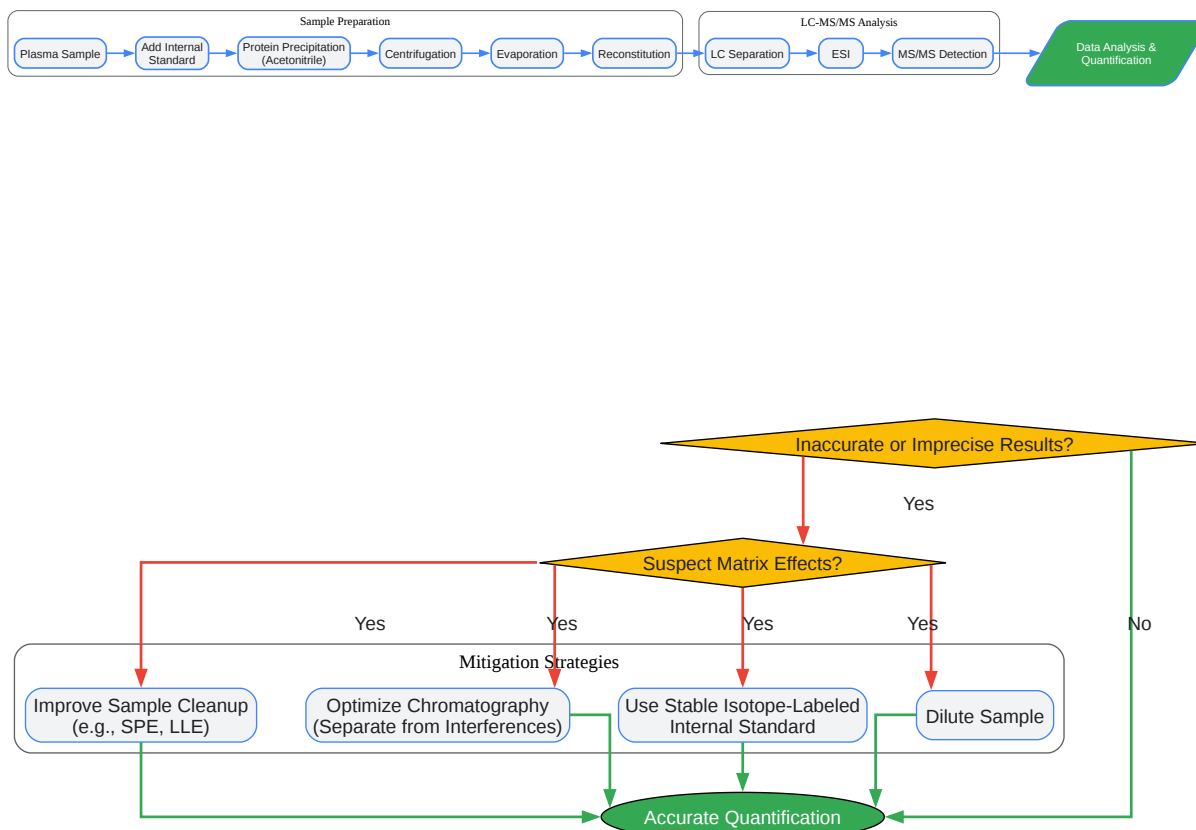 Sample Preparation
LC-MS/MS Analysis
Plasma Sample
Add Internal
Standard
Protein Precipitation
(Acetonitrile)
Centrifugation
Evaporation
Reconstitution
LC Separation
ESI
MS/MS Detection
Data Analysis &
Quantification
Inaccurate or Imprecise Results?
Yes
Suspect Matrix Effects?
Yes
Yes
Yes
Yes
No
Mitigation Strategies
Improve Sample Cleanup
(e.g., SPE, LLE)
Optimize Chromatography
(Separate from Interferences)
Use Stable Isotope-Labeled
Internal Standard
Dilute Sample
Accurate Quantification